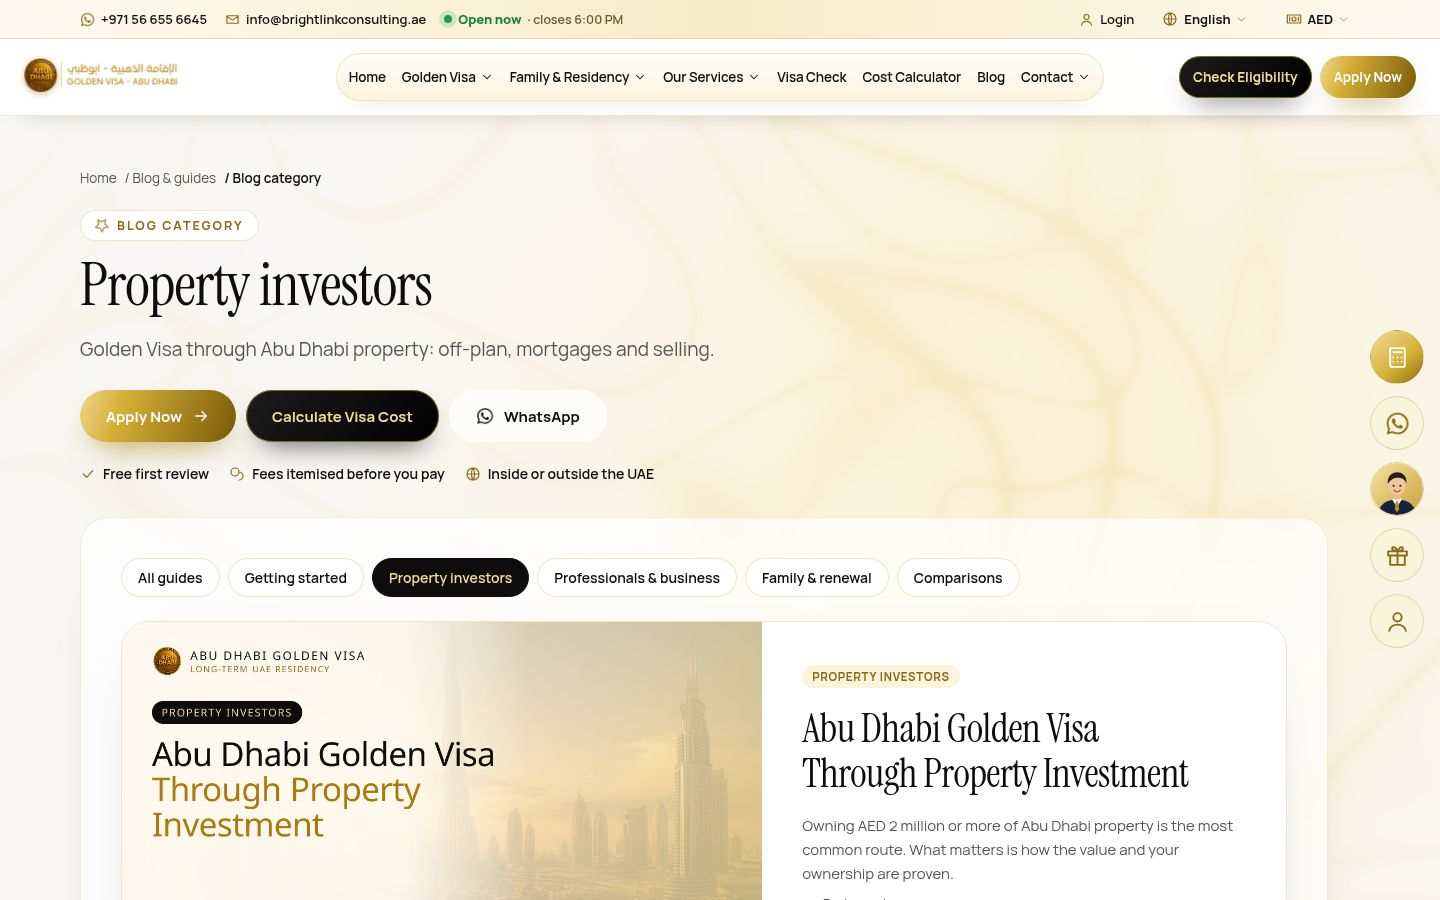 +971 56 655 6645
info@brightlinkconsulting.ae
Open now · closes 6:00 PM
Login
English
AED
ABU DHABI
الإقامة الذهبية - ابوظبي
GOLDEN VISA - ABU DHABI
Home
Golden Visa
Family & Residency
Our Services
Visa Check
Cost Calculator
Blog
Contact
Check Eligibility
Apply Now
Home / Blog & guides / Blog category
BLOG CATEGORY
Property investors
Golden Visa through Abu Dhabi property: off-plan, mortgages and selling.
Apply Now
Calculate Visa Cost
WhatsApp
Free first review
Fees itemised before you pay
Inside or outside the UAE
All guides
Getting started
Property investors
Professionals & business
Family & renewal
Comparisons
ABU DHABI
ABU DHABI GOLDEN VISA
LONG-TERM UAE RESIDENCY
PROPERTY INVESTORS
Abu Dhabi Golden Visa
Through Property
Investment
PROPERTY INVESTORS
Abu Dhabi Golden Visa
Through Property Investment
Owning AED 2 million or more of Abu Dhabi property is the most
common route. What matters is how the value and your
ownership are proven.